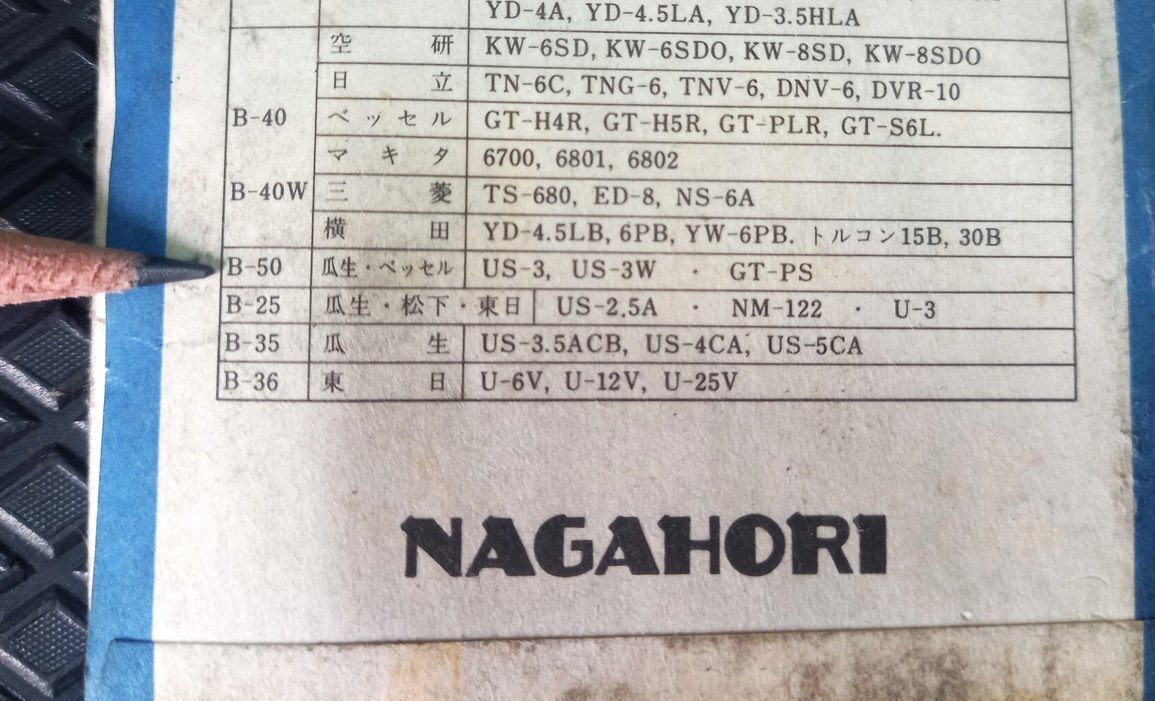 YD-4A, YD-4.5LA, YD-3.5HLA
空研 KW-6SD, KW-6SDO, KW-8SD, KW-8SDO
日立 TN-6C, TNG-6, TNV-6, DNV-6, DVR-10
B-40 ベッセル GT-H4R, GT-H5R, GT-PLR, GT-S6L.
マキタ 6700, 6801, 6802
B-40W 三菱 TS-680, ED-8, NS-6A
横田 YD-4.5LB, 6PB, YW-6PB. トルコン15B, 30B
B-50 瓜生・ベッセル US-3, US-3W · GT-PS
B-25 瓜生・松下・東日 US-2.5A · NM-122 · U-3
B-35 瓜生 US-3.5ACB, US-4CA, US-5CA
B-36 東日 U-6V, U-12V, U-25V
NAGAHORI